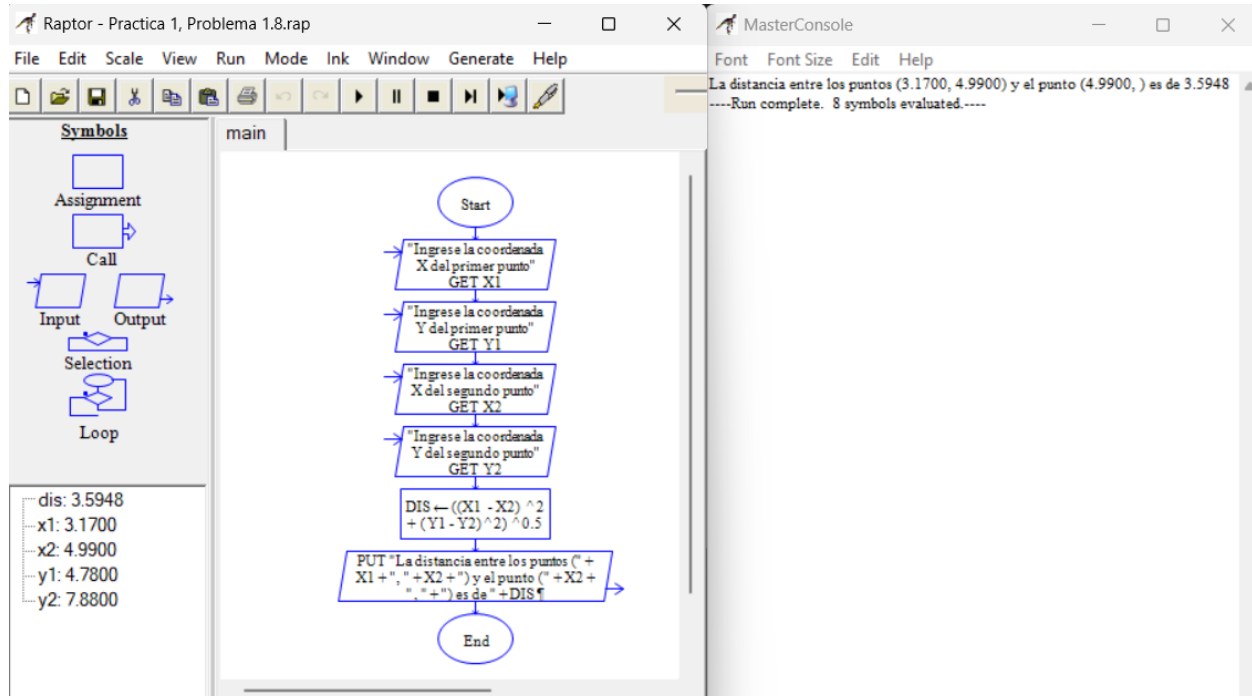 Raptor - Practica 1, Problema 1.8.rap
File Edit Scale View Run Mode Ink Window Generate Help
Symbols
Assignment
Call
Input Output
Selection
Loop
dis: 3.5948
x1: 3.1700
x2: 4.9900
y1: 4.7800
y2: 7.8800
main
Start
"Ingrese la coordenada
X del primer punto"
GET X1
"Ingrese la coordenada
Y del primer punto"
GET Y1
"Ingrese la coordenada
X del segundo punto"
GET X2
"Ingrese la coordenada
Y del segundo punto"
GET Y2
DIS ← ((X1 - X2) ^2
+ (Y1 - Y2)^2) ^0.5
PUT "La distancia entre los puntos (" +
X1 +", " +X2 +") y el punto (" +X2 +
", " +") es de " +DIS¶
End
MasterConsole
Font Font Size Edit Help
La distancia entre los puntos (3.1700, 4.9900) y el punto (4.9900, ) es de 3.5948
----Run complete. 8 symbols evaluated.----